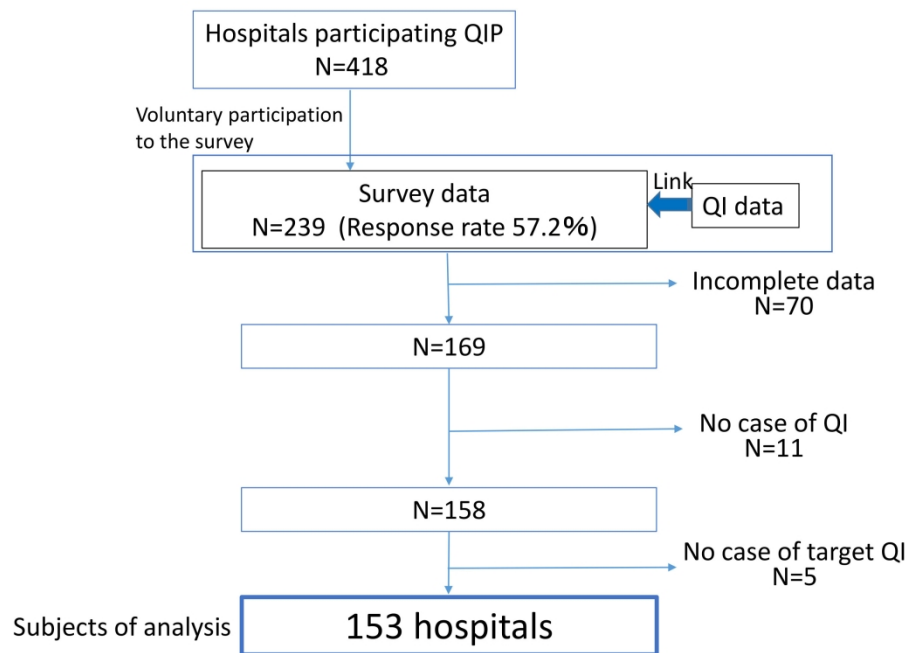 Hospitals participating QIP
N=418
Voluntary participation
to the survey
Survey data
N=239 (Response rate 57.2%)
Link
QI data
Incomplete data
N=70
N=169
No case of QI
N=11
N=158
No case of target QI
N=5
Subjects of analysis
153 hospitals